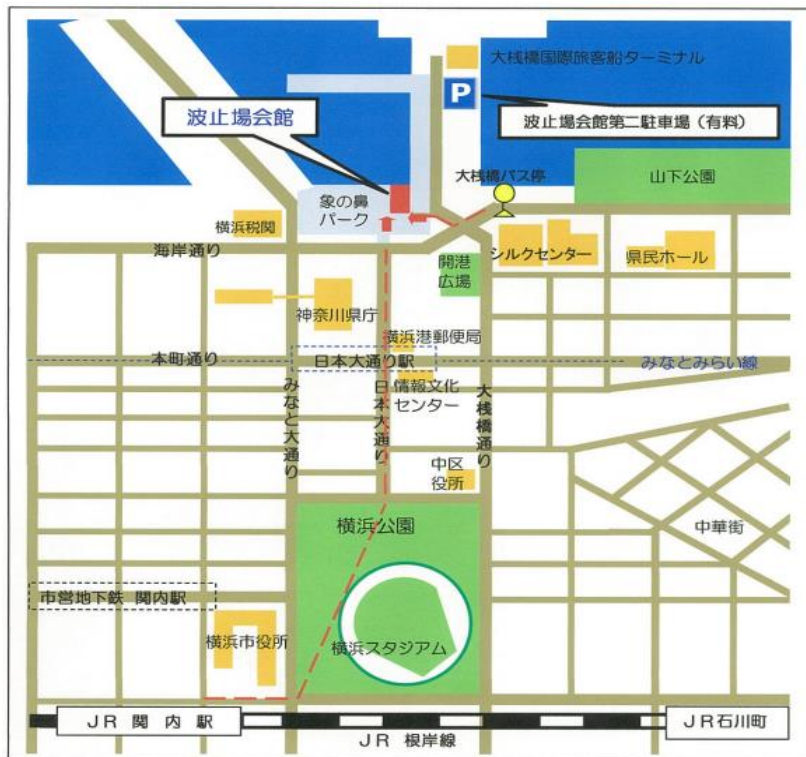 大桟橋国際旅客船ターミナル
P
波止場会館
波止場会館第二駐車場（有料）
大桟橋バス停
山下公園
象の鼻
パーク
横浜税関
海岸通り
シルクセンター
開港
広場
県民ホール
神奈川県庁
横浜港郵便局
本町通り
日本大通り駅
みなとみらい線
みなと大通り
日本大通り
情報文化
センター
大桟橋通り
中区
役所
横浜公園
中華街
市営地下鉄 関内駅
横浜市役所
横浜スタジアム
JR 関内駅
JR 根岸線
JR石川町